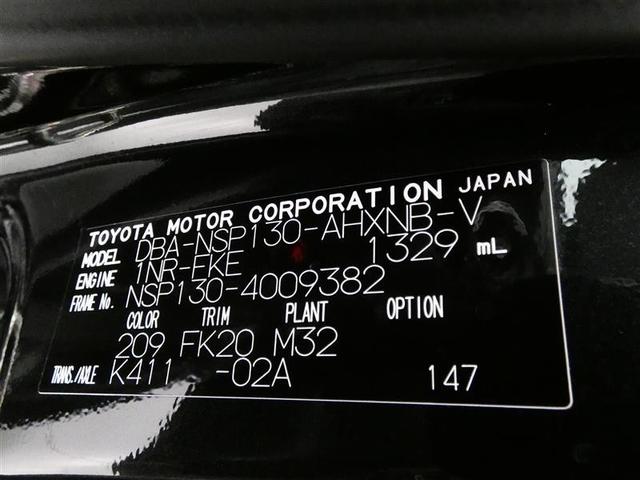 TOYOTA MOTOR CORPORATION JAPAN
MODEL DBA-NSP130-AHXNB-V
ENGINE 1NR-FKE 1329 mL
FRAME No. NSP130-4009382
COLOR TRIM PLANT OPTION
209 FK20 M32
TRANS./AXLE K411 -02A 147